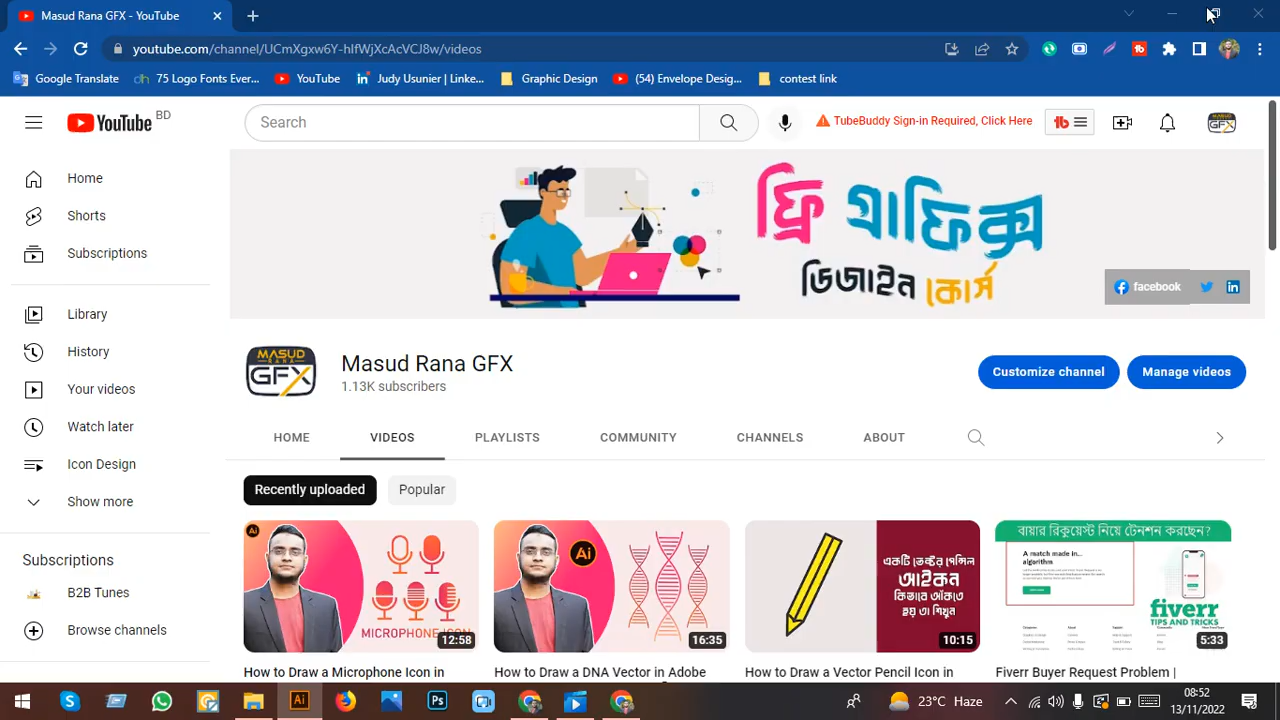 Masud Rana GFX - YouTube
youtube.com/channel/UCmXgxw6Y-hIfWjXcAcVCJ8w/videos
Google Translate
75 Logo Fonts Ever...
YouTube
Judy Usunier | Linke...
Graphic Design
(54) Envelope Desig...
contest link
YouTube BD
Search
TubeBuddy Sign-in Required, Click Here
tb
GFX
Home
Shorts
Subscriptions
Library
History
Your videos
Watch later
Icon Design
Show more
Subscriptions
B2B Tunes
Browse channels
ফ্রি গ্রাফিক্স
ডিজাইন কোর্স
facebook
MASUD
RANA
GFX
Masud Rana GFX
1.13K subscribers
Customize channel
Manage videos
HOME
VIDEOS
PLAYLISTS
COMMUNITY
CHANNELS
ABOUT
Recently uploaded
Popular
Ai
MICROPHONE ICON
12:58
Ai
16:35
একটি ভেক্টর পেন্সিল
আইকন
কিভাবে আঁকতে
হয় তা শিখুন
10:15
বায়ার রিকুয়েস্ট নিয়ে টেনশন করছেন?
A match made in...
algorithm.
fiverr
TIPS AND TRICKS
5:33
How to Draw a Microphone Icon in
How to Draw a DNA Vector in Adobe
How to Draw a Vector Pencil Icon in
Fiverr Buyer Request Problem |
Ai
Ps
23°C Haze
08:52
13/11/2022